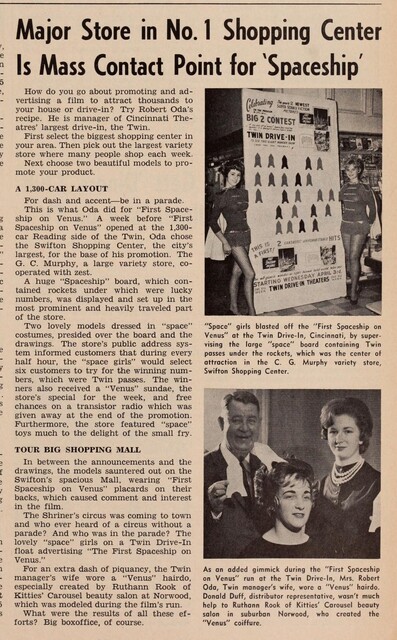 Major Store in No. 1 Shopping Center
Is Mass Contact Point for 'Spaceship'
How do you go about promoting and ad-
vertising a film to attract thousands to
your house or drive-in? Try Robert Oda's
recipe. He is manager of Cincinnati The-
atres' largest drive-in, the Twin.
First select the biggest shopping center in
your area. Then pick out the largest variety
store where many people shop each week.
Next choose two beautiful models to pro-
mote your product.
A 1,300-CAR LAYOUT
For dash and accent—be in a parade.
This is what Oda did for "First Space-
ship on Venus." A week before "First
Spaceship on Venus" opened at the 1,300-
car Reading side of the Twin, Oda chose
the Swifton Shopping Center, the city's
largest, for the base of his promotion. The
G. C. Murphy, a large variety store, co-
operated with zest.
A huge "Spaceship" board, which con-
tained rockets under which were lucky
numbers, was displayed and set up in the
most prominent and heavily traveled part
of the store.
Two lovely models dressed in "space"
costumes, presided over the board and the
drawings. The store's public address sys-
tem informed customers that during every
half hour, the "space girls" would select
six customers to try for the winning num-
bers, which were Twin passes. The win-
ners also received a "Venus" sundae, the
store's special for the week, and free
chances on a transistor radio which was
given away at the end of the promotion.
Furthermore, the store featured "space"
toys much to the delight of the small fry.
TOUR BIG SHOPPING MALL
In between the announcements and the
drawings, the models sauntered out on the
Swifton's spacious Mall, wearing "First
Spaceship on Venus" placards on their
backs, which caused comment and interest
in the film.
The Shriner's circus was coming to town
and who ever heard of a circus without a
parade? And who was in the parade? The
lovely "space" girls on a Twin Drive-In
float advertising "The First Spaceship on
Venus."
For an extra dash of piquancy, the Twin
manager's wife wore a "Venus" hairdo,
especially created by Ruthann Rook of
Kitties' Carousel beauty salon at Norwood,
which was modeled during the film's run.
What were the results of all these ef-
forts? Big boxoffice, of course.
Celebrating
BIG 2 CONTEST
TWIN DRIVE-IN
THIS IS
A FIRST!
2
HITS
STARTING WEDNESDAY APRIL 3rd
TWIN DRIVE-IN THEATERS
"Space" girls blasted off the "First Spaceship on
Venus" at the Twin Drive-In, Cincinnati, by super-
vising the large "space" board containing Twin
passes under the rockets, which was the center of
attraction in the C. G. Murphy variety store,
Swifton Shopping Center.
As an added gimmick during the "First Spaceship
on Venus" run at the Twin Drive-In, Mrs. Robert
Oda, Twin manager's wife, wore a "Venus" hairdo.
Donald Duff, distributor representative, wasn't much
help to Ruthann Rook of Kitties' Carousel beauty
salon in suburban Norwood, who created the
"Venus" coiffure.